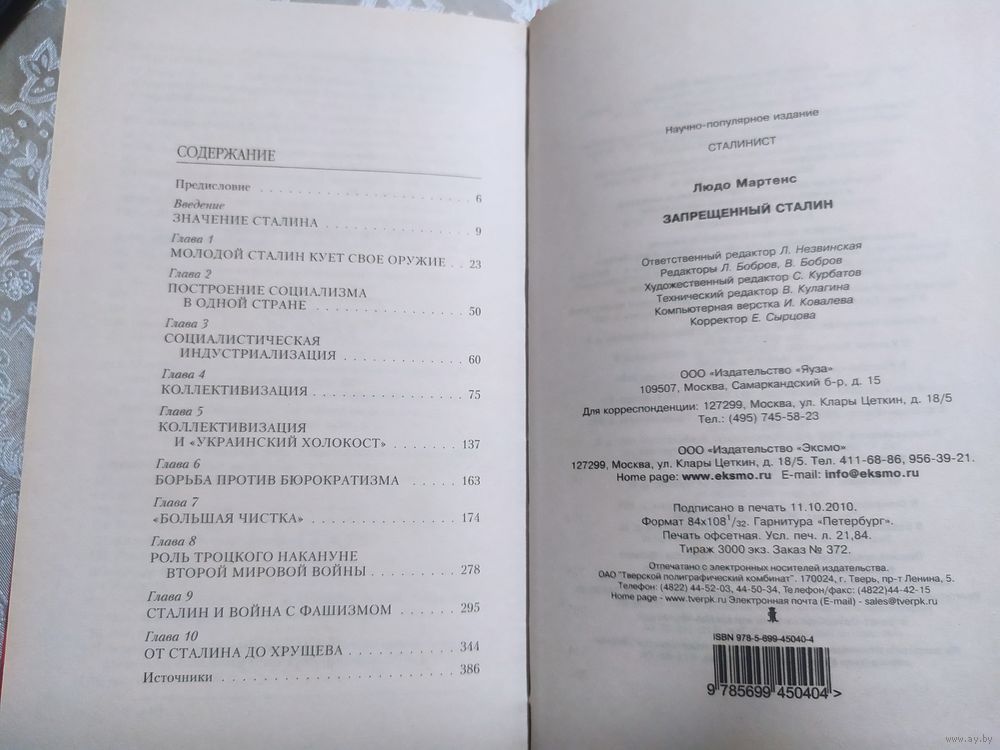 СОДЕРЖАНИЕ
Предисловие . . . . . . . . . . . . . . . . . . . . . . . . . . . . 6
Введение
ЗНАЧЕНИЕ СТАЛИНА . . . . . . . . . . . . . . . . . . . . 9
Глава 1
МОЛОДОЙ СТАЛИН КУЕТ СВОЕ ОРУЖИЕ . . 23
Глава 2
ПОСТРОЕНИЕ СОЦИАЛИЗМА
В ОДНОЙ СТРАНЕ . . . . . . . . . . . . . . . . . . . 50
Глава 3
СОЦИАЛИСТИЧЕСКАЯ
ИНДУСТРИАЛИЗАЦИЯ . . . . . . . . . . . . . . . 60
Глава 4
КОЛЛЕКТИВИЗАЦИЯ . . . . . . . . . . . . . . . . . . . 75
Глава 5
КОЛЛЕКТИВИЗАЦИЯ
И «УКРАИНСКИЙ ХОЛОКОСТ» . . . . . . . . 137
Глава 6
БОРЬБА ПРОТИВ БЮРОКРАТИЗМА . . . . . . 163
Глава 7
«БОЛЬШАЯ ЧИСТКА» . . . . . . . . . . . . . . . . . . 174
Глава 8
РОЛЬ ТРОЦКОГО НАКАНУНЕ
ВТОРОЙ МИРОВОЙ ВОЙНЫ . . . . . . . . . . . 278
Глава 9
СТАЛИН И ВОЙНА С ФАШИЗМОМ . . . . . . . . 295
Глава 10
ОТ СТАЛИНА ДО ХРУЩЕВА . . . . . . . . . . . . . . 344
Источники . . . . . . . . . . . . . . . . . . . . . . . . . . . 386
Научно-популярное издание
СТАЛИНИСТ
Людо Мартенс
ЗАПРЕЩЕННЫЙ СТАЛИН
Ответственный редактор Л. Незвинская
Редакторы Л. Бобров, В. Бобров
Художественный редактор С. Курбатов
Технический редактор В. Кулагина
Компьютерная верстка И. Ковалева
Корректор Е. Сырцова
ООО «Издательство «Яуза»
109507, Москва, Самаркандский б-р, д. 15
Для корреспонденции: 127299, Москва, ул. Клары Цеткин, д. 18/5
Тел.: (495) 745-58-23
ООО «Издательство «Эксмо»
127299, Москва, ул. Клары Цеткин, д. 18/5. Тел. 411-68-86, 956-39-21.
Home page: www.eksmo.ru E-mail: info@eksmo.ru
Подписано в печать 11.10.2010.
Формат 84x108 1/32. Гарнитура «Петербург».
Печать офсетная. Усл. печ. л. 21,84.
Тираж 3000 экз. Заказ № 372.
Отпечатано с электронных носителей издательства.
ОАО "Тверской полиграфический комбинат". 170024, г. Тверь, пр-т Ленина, 5.
Телефон: (4822) 44-52-03, 44-50-34, Телефон/факс: (4822)44-42-15
Home page - www.tverpk.ru Электронная почта (E-mail) - sales@tverpk.ru
ISBN 978-5-699-45040-4
9 785699 450404 >
www.ay.by